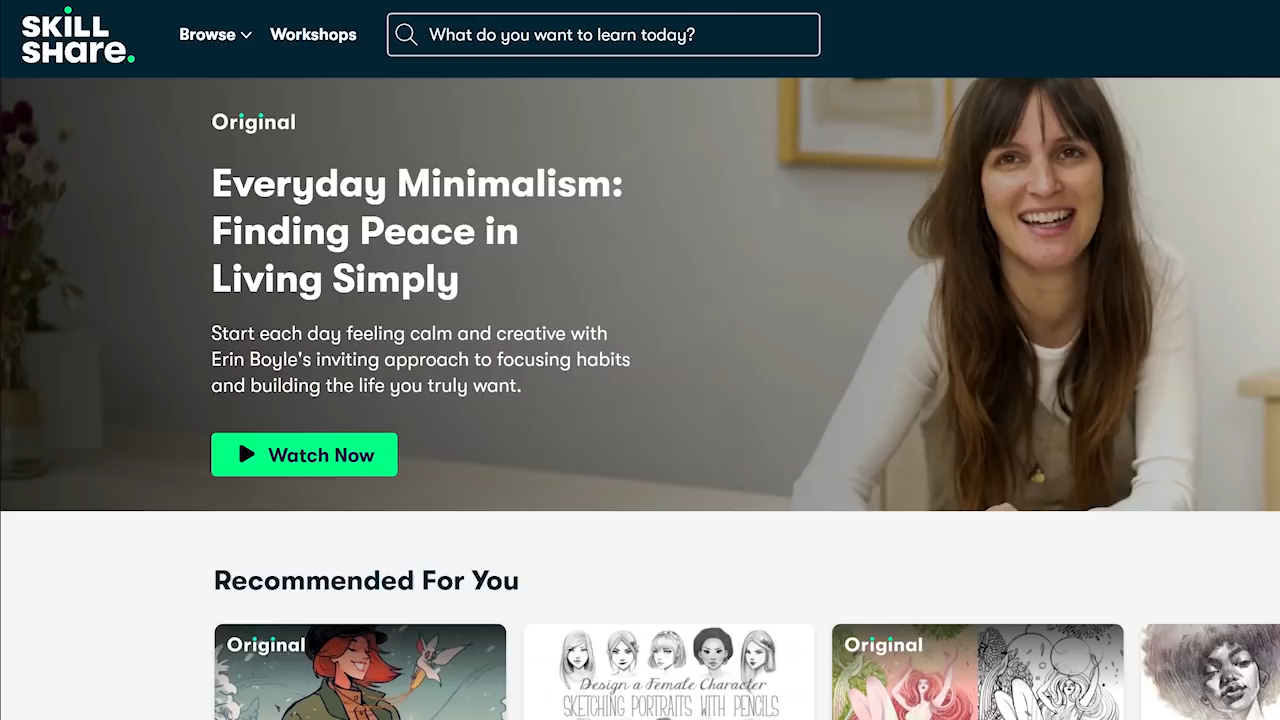 SKILL
SHare.
Browse
Workshops
What do you want to learn today?
Original
Everyday Minimalism:
Finding Peace in
Living Simply
Start each day feeling calm and creative with
Erin Boyle's inviting approach to focusing habits
and building the life you truly want.
Watch Now
Recommended For You
Original
Design a Female Character
SKETCHING PORTRAITS WITH PENCILS
Original